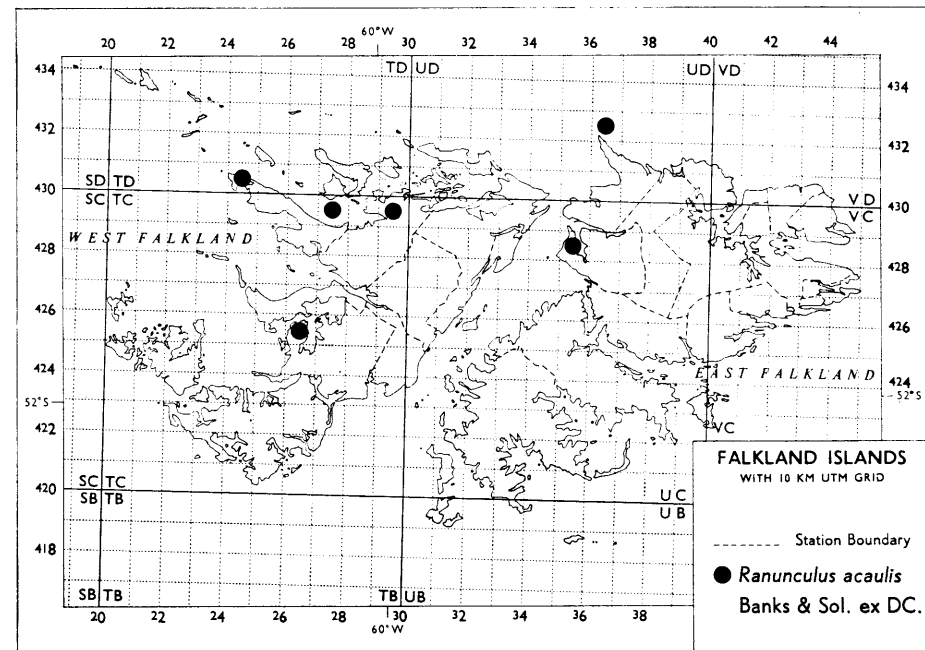 60°W
20 22 24 26 28 30 32 34 36 38 40 42 44
TD UD UD VD
434 434
432 432
SD TD
430 430
SC TC
VD
VC
WEST FALKLAND
428 428
426 426
424 424
EAST FALKLAND
52°S 52°S
422
VC
420
SC TC
SB TB
UC
UB
418
SB TB TB UB
20 22 24 26 28 30 32 34 36 38
60°W
FALKLAND ISLANDS
WITH 10 KM UTM GRID
Station Boundary
Ranunculus acaulis
Banks & Sol. ex DC.